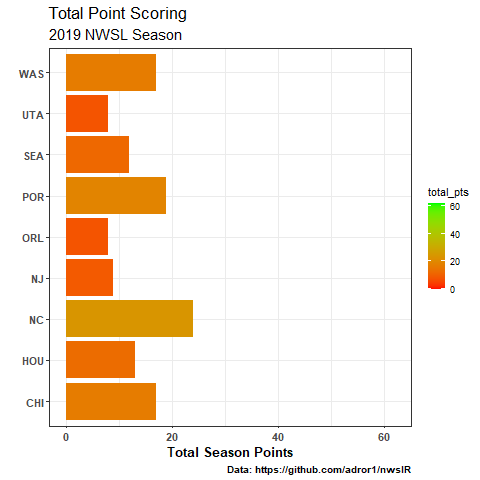 Total Point Scoring
2019 NWSL Season
WAS
UTA
SEA
POR
ORL
NJ
NC
HOU
CHI
0 20 40 60
Total Season Points
total_pts
60
40
20
0
Data: https://github.com/adror1/nwslR